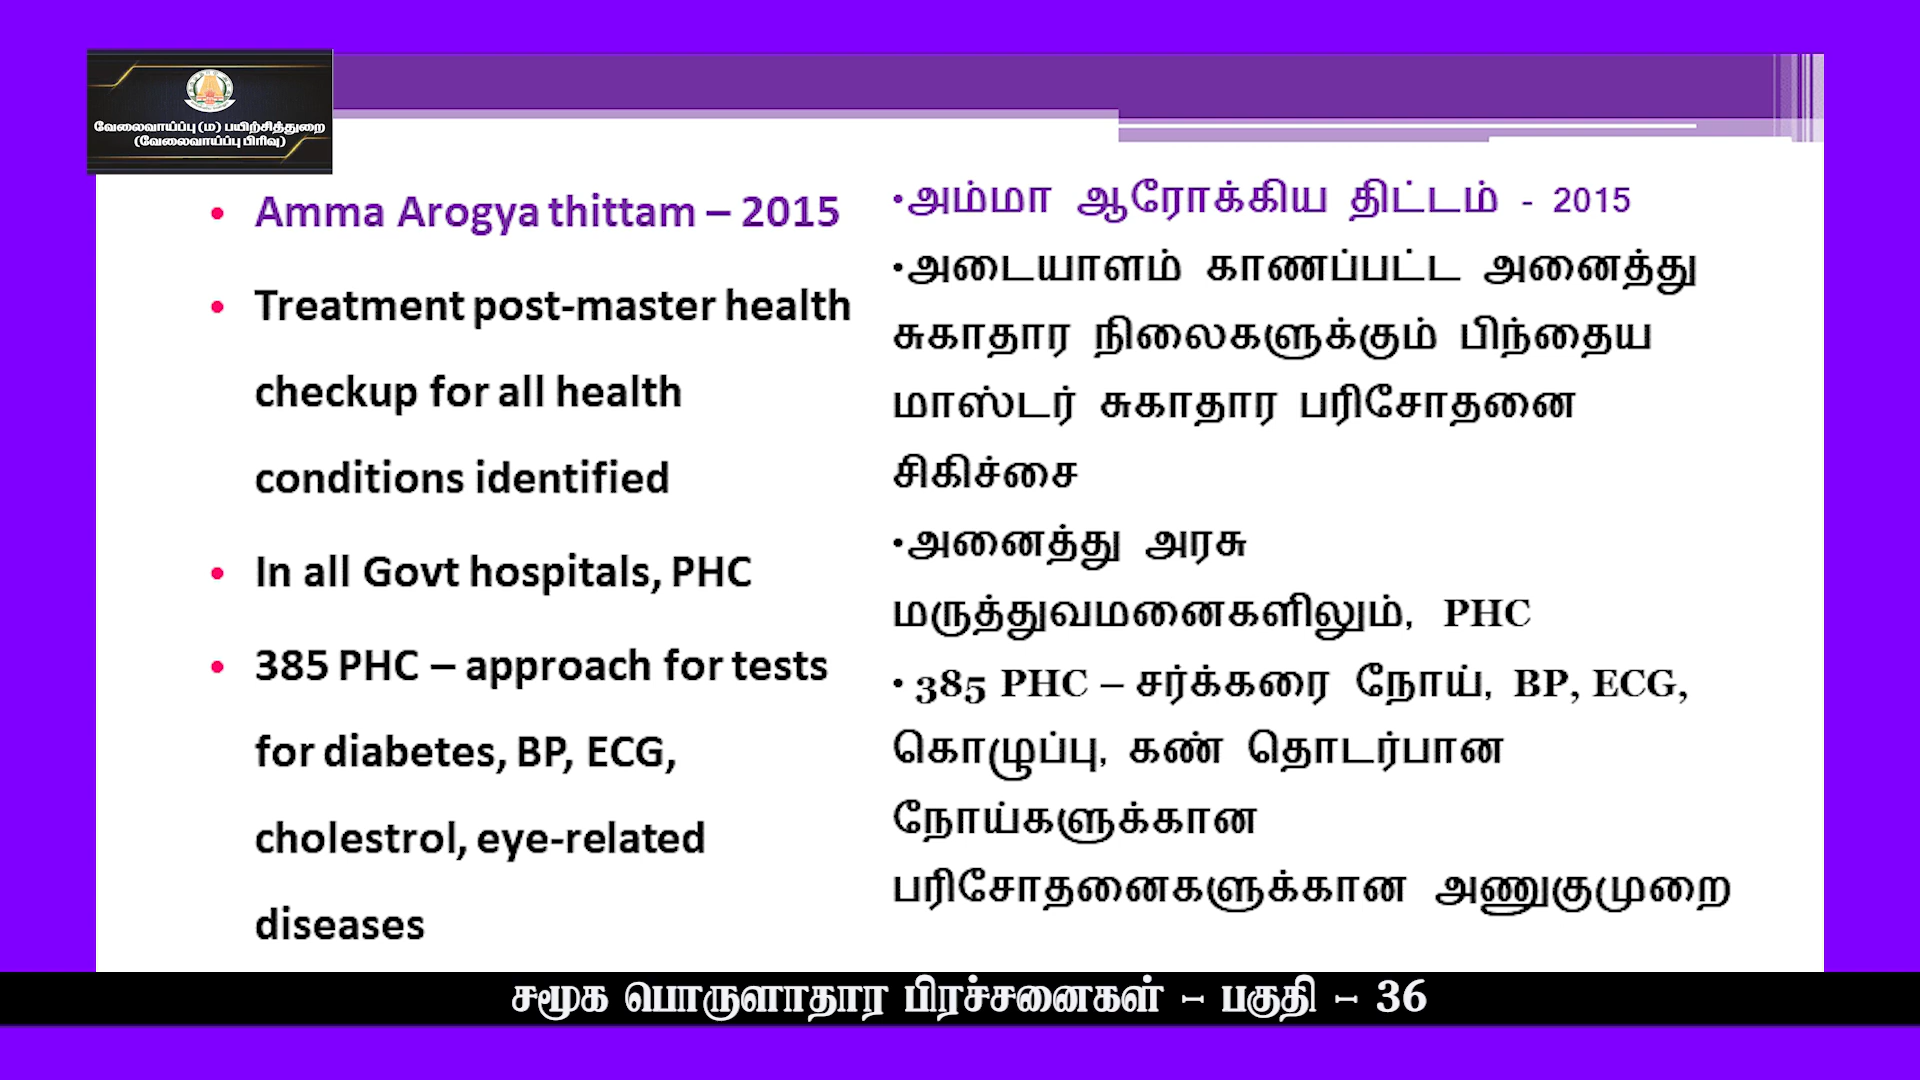 வேலைவாய்ப்பு (ம) பயிற்சித்துறை
(வேலைவாய்ப்பு பிரிவு)
• Amma Arogya thittam – 2015
• Treatment post-master health
checkup for all health
conditions identified
• In all Govt hospitals, PHC
• 385 PHC – approach for tests
for diabetes, BP, ECG,
cholestrol, eye-related
diseases
•அம்மா ஆரோக்கிய திட்டம் - 2015
•அடையாளம் காணப்பட்ட அனைத்து
சுகாதார நிலைகளுக்கும் பிந்தைய
மாஸ்டர் சுகாதார பரிசோதனை
சிகிச்சை
•அனைத்து அரசு
மருத்துவமனைகளிலும், PHC
• 385 PHC – சர்க்கரை நோய், BP, ECG,
கொழுப்பு, கண் தொடர்பான
நோய்களுக்கான
பரிசோதனைகளுக்கான அணுகுமுறை
சமூக பொருளாதார பிரச்சனைகள் – பகுதி – 36